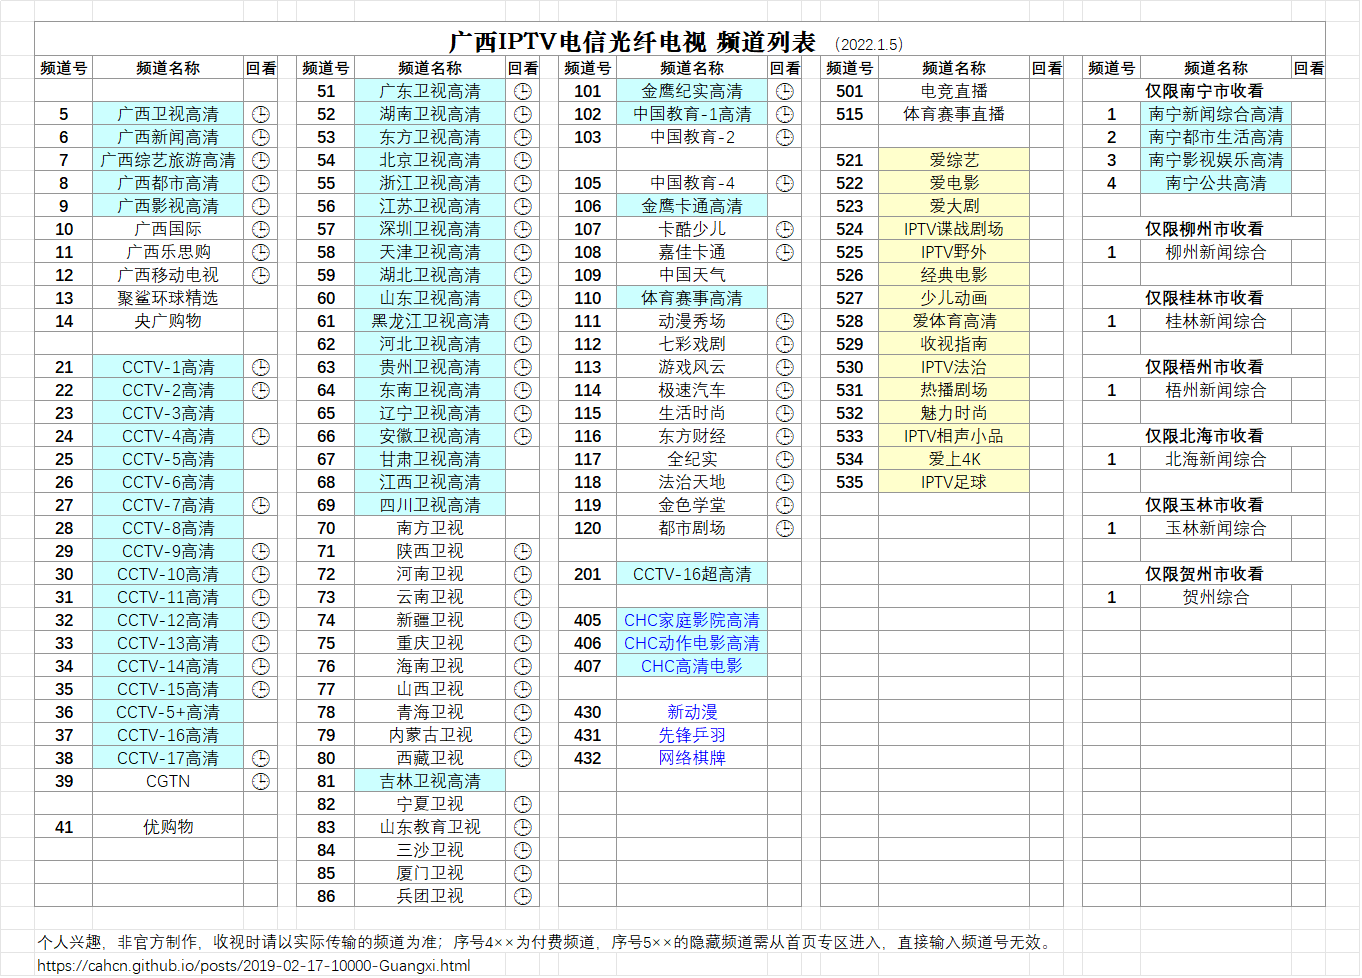 广西IPTV电信光纤电视 频道列表 （2022.1.5）
频道号 频道名称 回看 频道号 频道名称 回看 频道号 频道名称 回看 频道号 频道名称 回看 频道号 频道名称 回看
51 广东卫视高清 101 金鹰纪实高清 501 电竞直播 仅限南宁市收看
5 广西卫视高清 52 湖南卫视高清 102 中国教育-1高清 515 体育赛事直播 1 南宁新闻综合高清
6 广西新闻高清 53 东方卫视高清 103 中国教育-2 2 南宁都市生活高清
7 广西综艺旅游高清 54 北京卫视高清 521 爱综艺 3 南宁影视娱乐高清
8 广西都市高清 55 浙江卫视高清 105 中国教育-4 522 爱电影 4 南宁公共高清
9 广西影视高清 56 江苏卫视高清 106 金鹰卡通高清 523 爱大剧
10 广西国际 57 深圳卫视高清 107 卡酷少儿 524 IPTV谍战剧场 仅限柳州市收看
11 广西乐思购 58 天津卫视高清 108 嘉佳卡通 525 IPTV野外 1 柳州新闻综合
12 广西移动电视 59 湖北卫视高清 109 中国天气 526 经典电影
13 聚鲨环球精选 60 山东卫视高清 110 体育赛事高清 527 少儿动画 仅限桂林市收看
14 央广购物 61 黑龙江卫视高清 111 动漫秀场 528 爱体育高清 1 桂林新闻综合
62 河北卫视高清 112 七彩戏剧 529 收视指南
21 CCTV-1高清 63 贵州卫视高清 113 游戏风云 530 IPTV法治 仅限梧州市收看
22 CCTV-2高清 64 东南卫视高清 114 极速汽车 531 热播剧场 1 梧州新闻综合
23 CCTV-3高清 65 辽宁卫视高清 115 生活时尚 532 魅力时尚
24 CCTV-4高清 66 安徽卫视高清 116 东方财经 533 IPTV相声小品 仅限北海市收看
25 CCTV-5高清 67 甘肃卫视高清 117 全纪实 534 爱上4K 1 北海新闻综合
26 CCTV-6高清 68 江西卫视高清 118 法治天地 535 IPTV足球
27 CCTV-7高清 69 四川卫视高清 119 金色学堂 仅限玉林市收看
28 CCTV-8高清 70 南方卫视 120 都市剧场 1 玉林新闻综合
29 CCTV-9高清 71 陕西卫视
30 CCTV-10高清 72 河南卫视 201 CCTV-16超高清 仅限贺州市收看
31 CCTV-11高清 73 云南卫视 1 贺州综合
32 CCTV-12高清 74 新疆卫视 405 CHC家庭影院高清
33 CCTV-13高清 75 重庆卫视 406 CHC动作电影高清
34 CCTV-14高清 76 海南卫视 407 CHC高清电影
35 CCTV-15高清 77 山西卫视
36 CCTV-5+高清 78 青海卫视 430 新动漫
37 CCTV-16高清 79 内蒙古卫视 431 先锋乒羽
38 CCTV-17高清 80 西藏卫视 432 网络棋牌
39 CGTN 81 吉林卫视高清
82 宁夏卫视
41 优购物 83 山东教育卫视
84 三沙卫视
85 厦门卫视
86 兵团卫视
个人兴趣，非官方制作，收视时请以实际传输的频道为准；序号4××为付费频道，序号5××的隐藏频道需从首页专区进入，直接输入频道号无效。
https://cahcn.github.io/posts/2019-02-17-10000-Guangxi.html